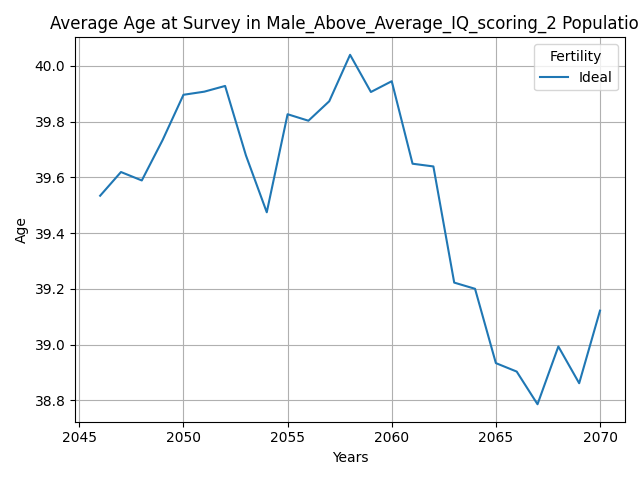 Average Age at Survey in Male_Above_Average_IQ_scoring_2 Populatio
Fertility
Ideal
40.0
39.8
39.6
39.4
39.2
39.0
38.8
Age
2045 2050 2055 2060 2065 2070
Years